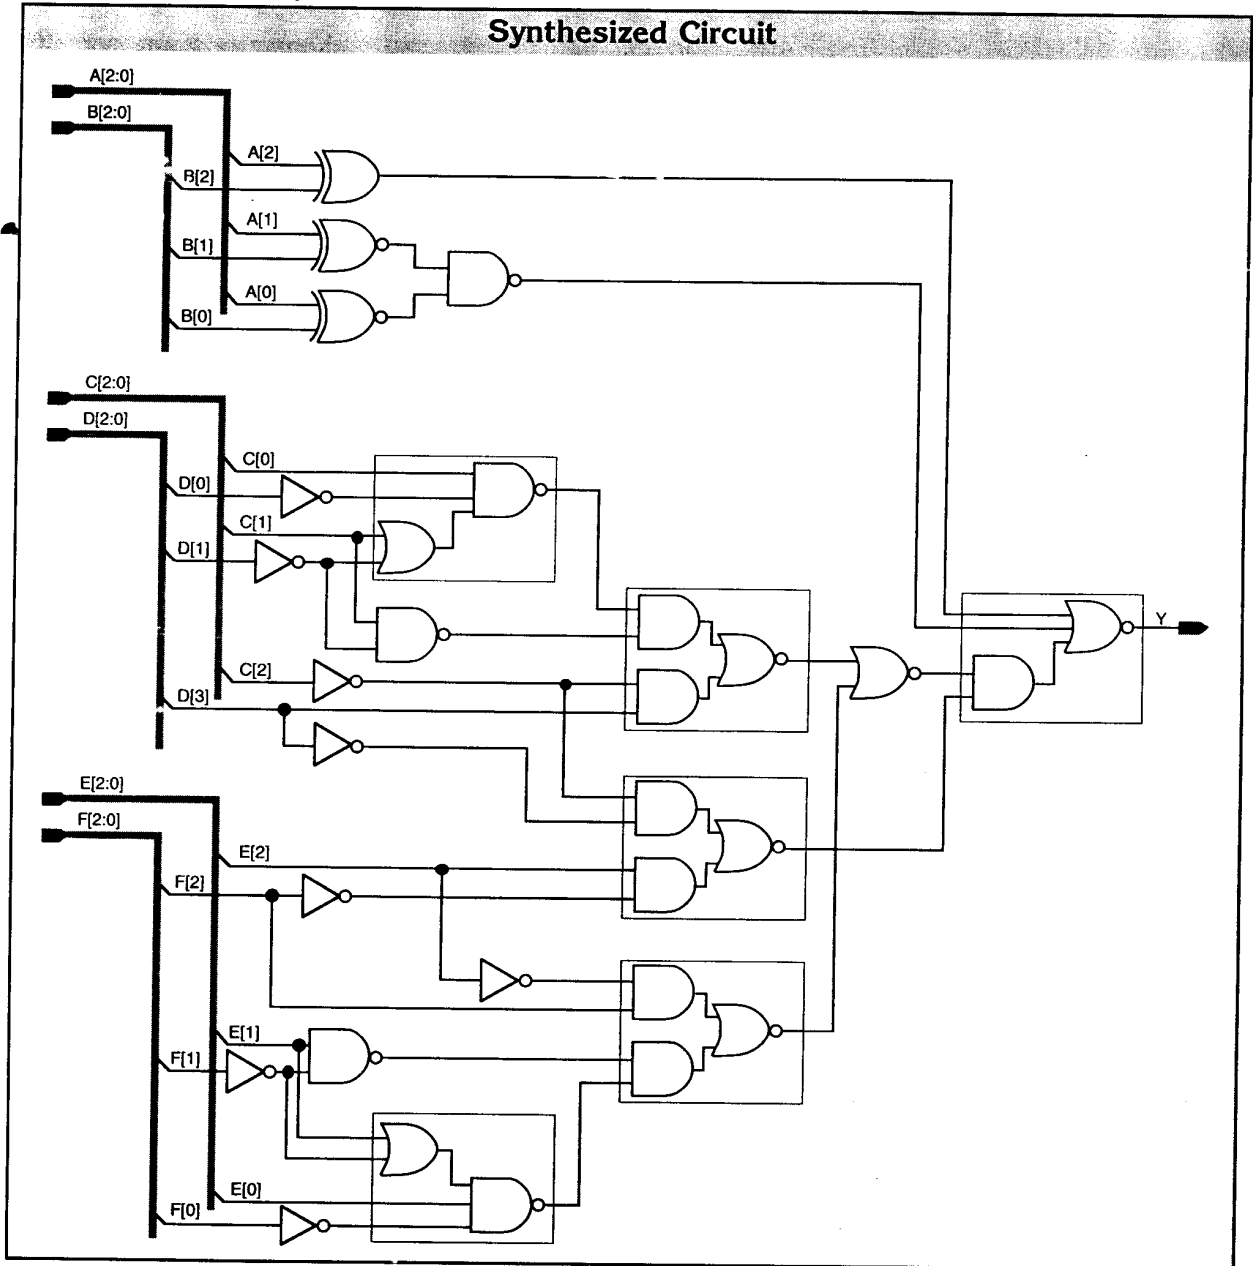 Synthesized Circuit
A[2:0]
B[2:0]
A[2]
B[2]
A[1]
B[1]
A[0]
B[0]
C[2:0]
D[2:0]
C[0]
D[0]
C[1]
D[1]
C[2]
D[3]
Y
E[2:0]
F[2:0]
E[2]
F[2]
E[1]
F[1]
E[0]
F[0]